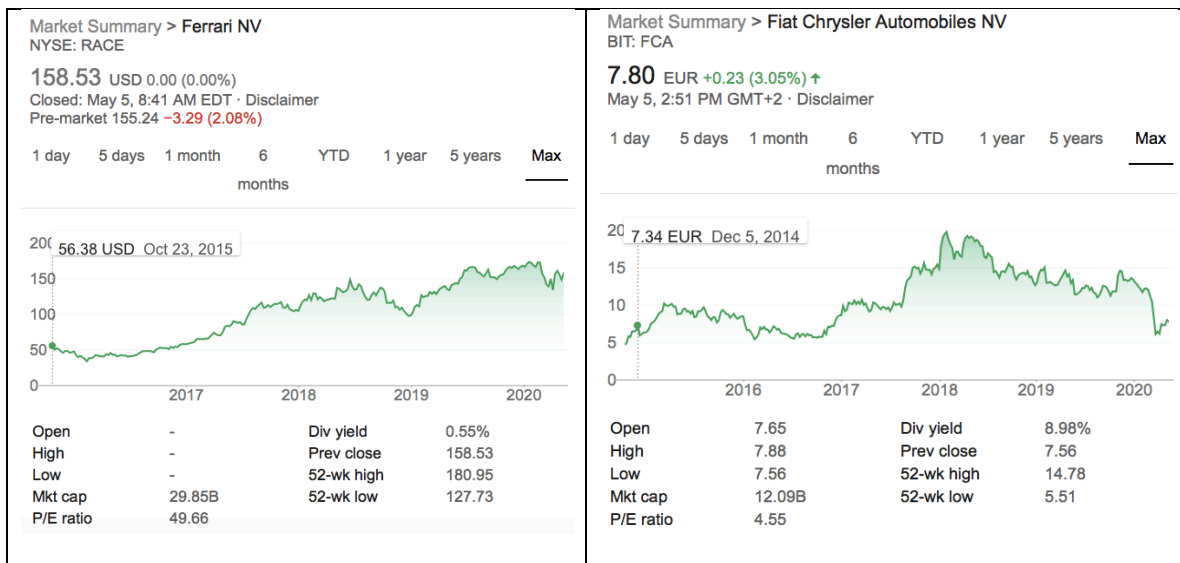 Market Summary > Ferrari NV
NYSE: RACE
158.53 USD 0.00 (0.00%)
Closed: May 5, 8:41 AM EDT · Disclaimer
Pre-market 155.24 −3.29 (2.08%)
1 day 5 days 1 month 6 months YTD 1 year 5 years Max
56.38 USD Oct 23, 2015
200
150
100
50
0
2017 2018 2019 2020
Open - Div yield 0.55%
High - Prev close 158.53
Low - 52-wk high 180.95
Mkt cap 29.85B 52-wk low 127.73
P/E ratio 49.66
Market Summary > Fiat Chrysler Automobiles NV
BIT: FCA
7.80 EUR +0.23 (3.05%) ↑
May 5, 2:51 PM GMT+2 · Disclaimer
1 day 5 days 1 month 6 months YTD 1 year 5 years Max
7.34 EUR Dec 5, 2014
20
15
10
5
0
2016 2017 2018 2019 2020
Open 7.65 Div yield 8.98%
High 7.88 Prev close 7.56
Low 7.56 52-wk high 14.78
Mkt cap 12.09B 52-wk low 5.51
P/E ratio 4.55